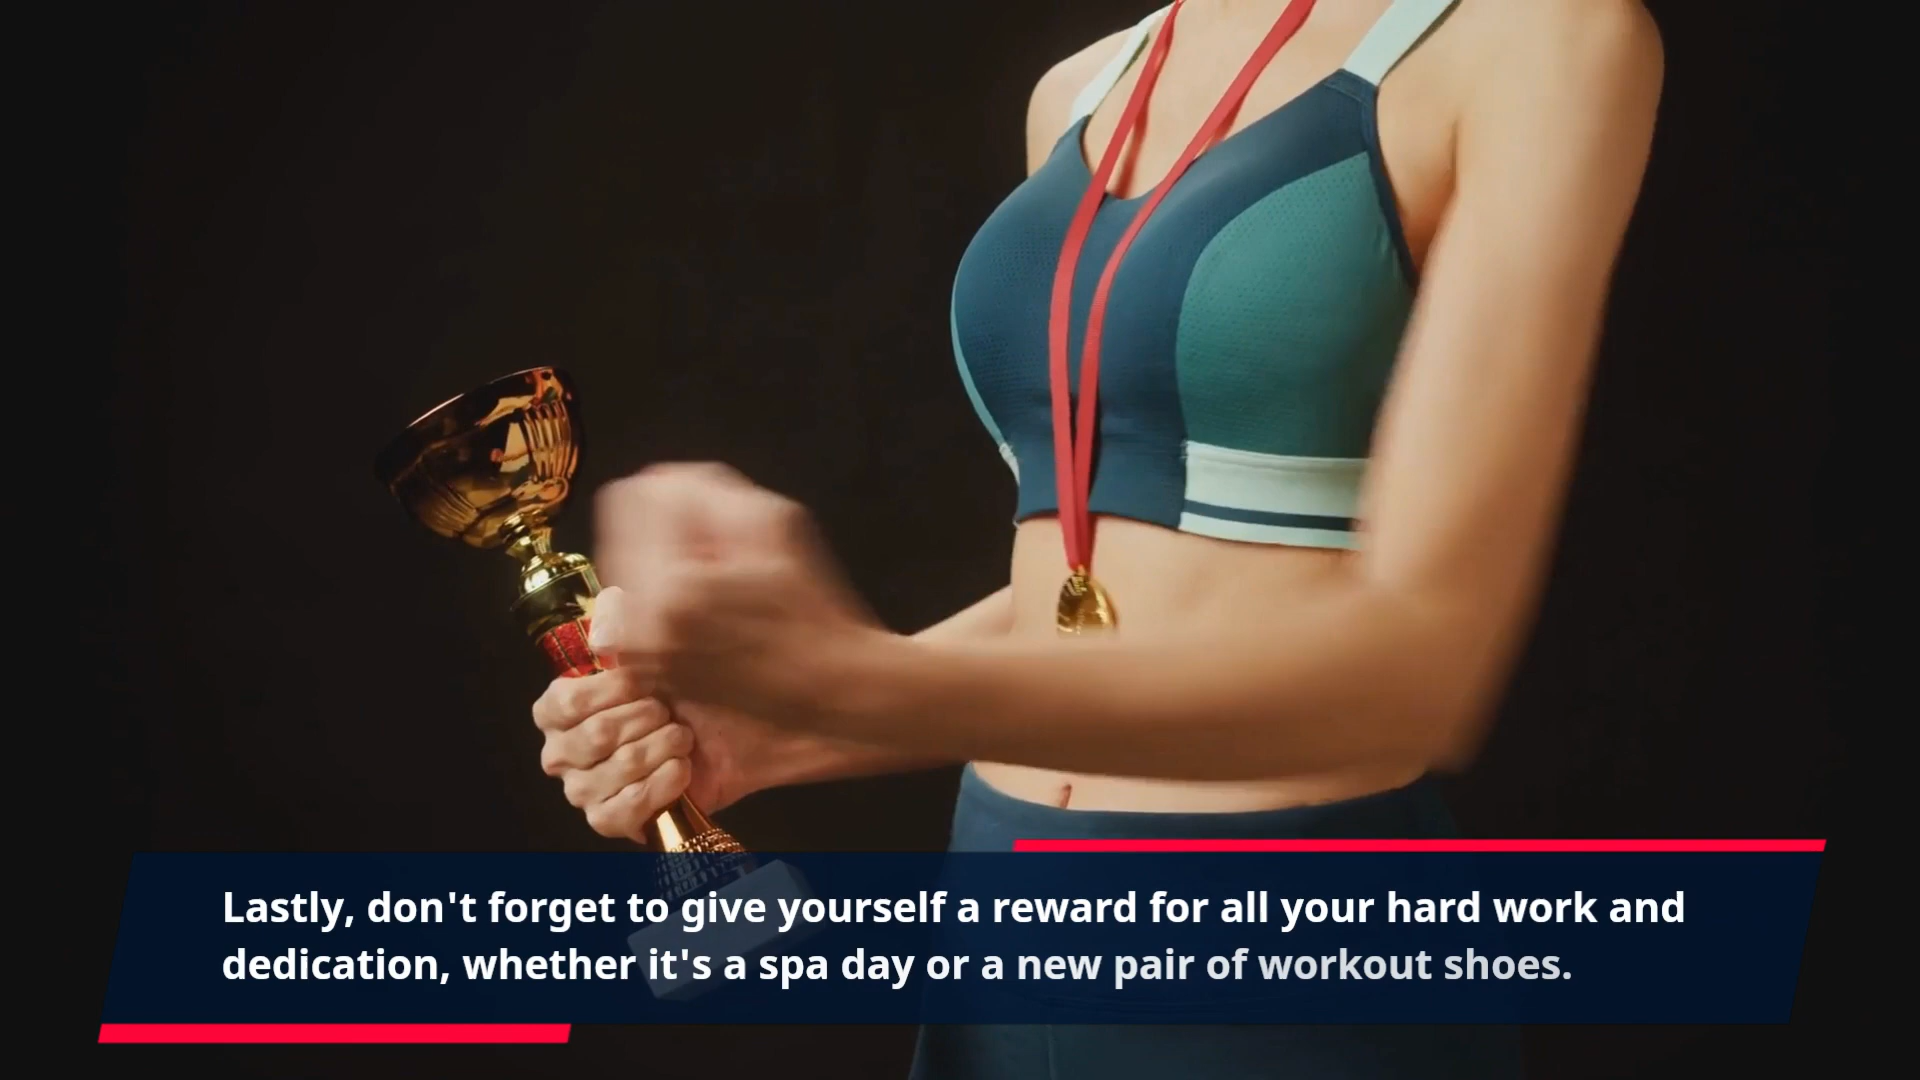 Lastly, don't forget to give yourself a reward for all your hard work and
dedication, whether it's a spa day or a new pair of workout shoes.